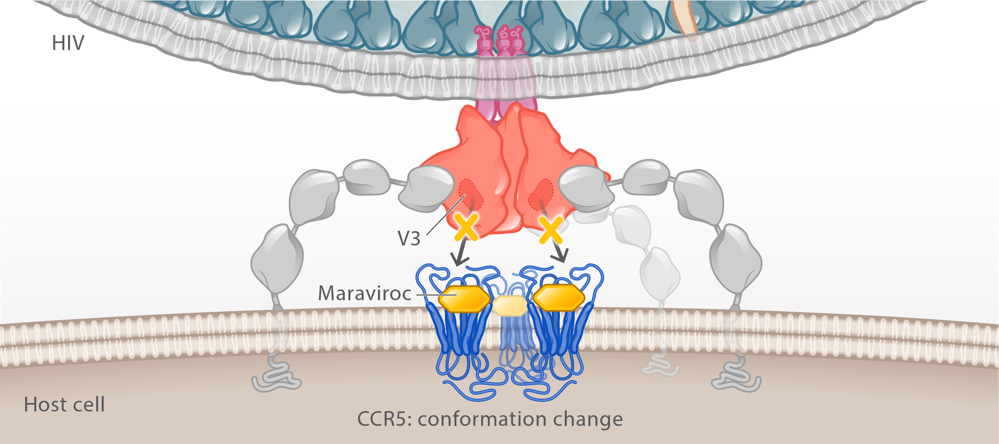 HIV
V3
Maraviroc
Host cell
CCR5: conformation change